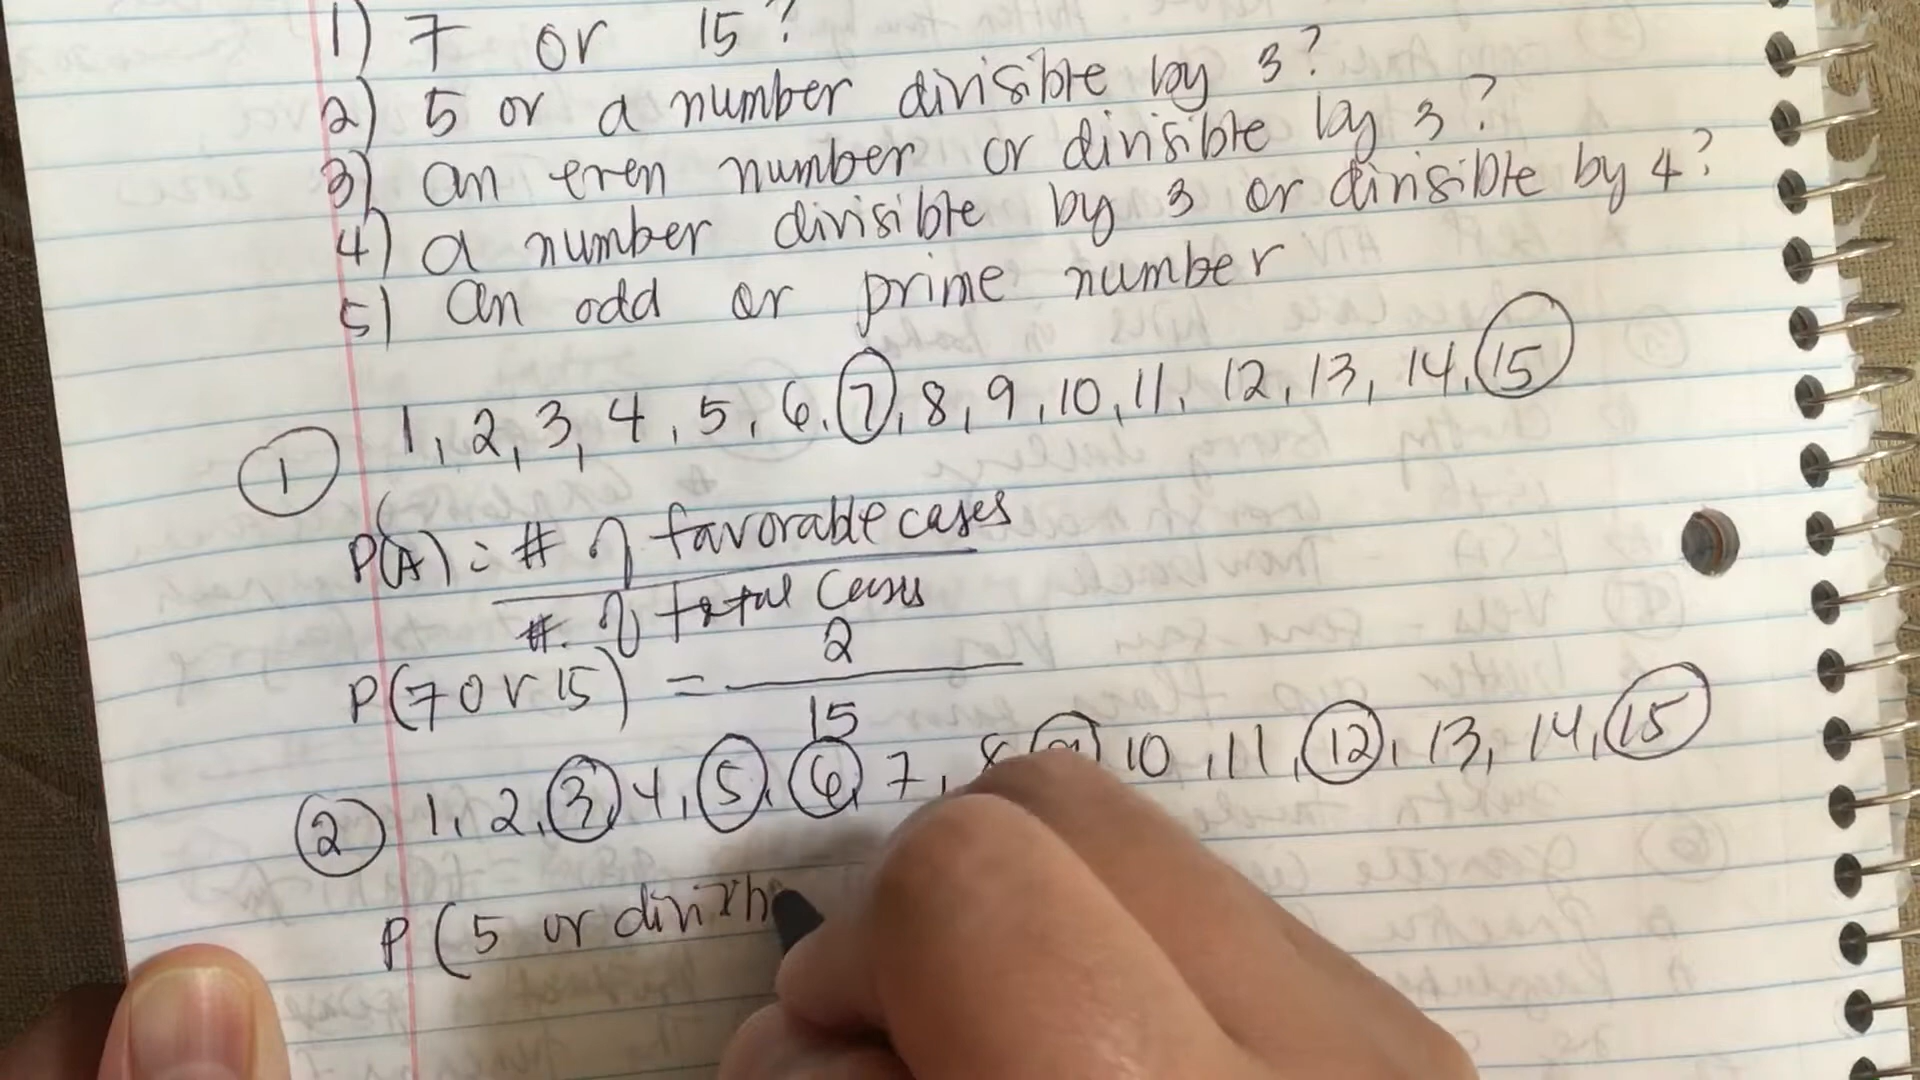 1) 7 or 15?
2) 5 or a number divisible by 3?
3) an even number or divisible by 3?
4) a number divisible by 3 or divisible by 4?
5) an odd or prime number
① 1, 2, 3, 4, 5, 6, 7, 8, 9, 10, 11, 12, 13, 14, 15
P(A) = # of favorable cases
# of total cases
P(7 or 15) = 2
15
② 1, 2, 3, 4, 5, 6, 7, 8 10, 11, 12, 13, 14, 15
P(5 or